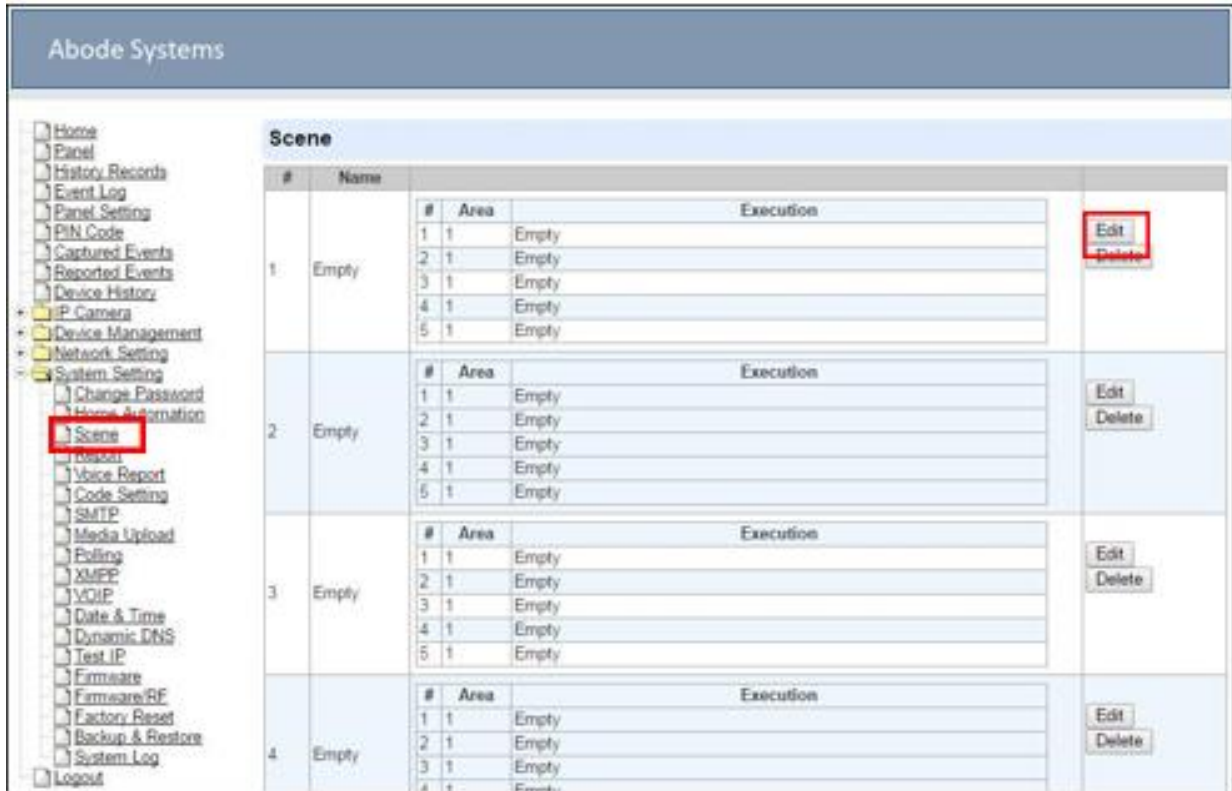 Abode Systems
Home
Panel
History Records
Event Log
Panel Setting
PIN Code
Captured Events
Reported Events
Device History
IP Camera
Device Management
Network Setting
System Setting
Change Password
Home Automation
Scene
Report
Voice Report
Code Setting
SMTP
Media Upload
Polling
XMPP
VOIP
Date & Time
Dynamic DNS
Test IP
Firmware
Firmware/RF
Factory Reset
Backup & Restore
System Log
Logout
Scene
# Name
1 Empty
# Area Execution
1 1 Empty
2 1 Empty
3 1 Empty
4 1 Empty
5 1 Empty
Edit
Delete
2 Empty
# Area Execution
1 1 Empty
2 1 Empty
3 1 Empty
4 1 Empty
5 1 Empty
Edit
Delete
3 Empty
# Area Execution
1 1 Empty
2 1 Empty
3 1 Empty
4 1 Empty
5 1 Empty
Edit
Delete
4 Empty
# Area Execution
1 1 Empty
2 1 Empty
3 1 Empty
4 1 Empty
Edit
Delete